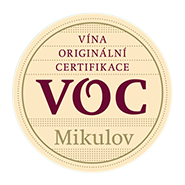 VÍNA
ORIGINÁLNÍ
CERTIFIKACE
VOC
Mikulov